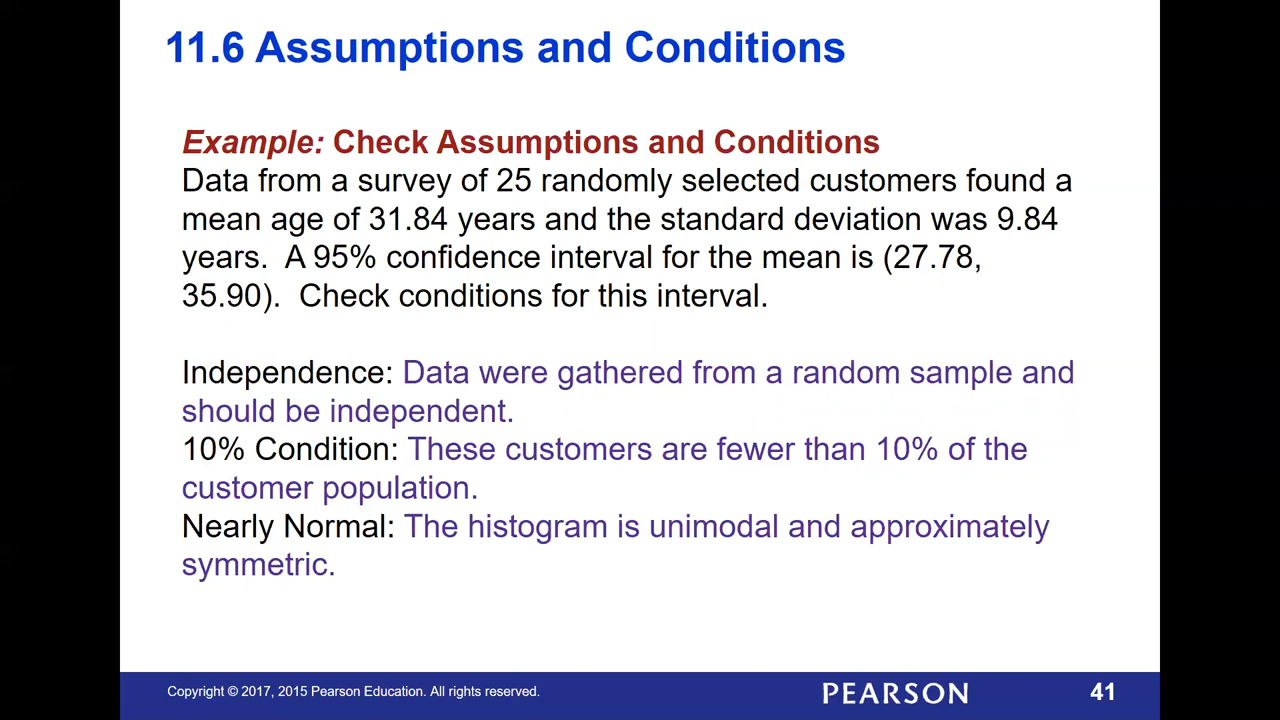 11.6 Assumptions and Conditions
Example: Check Assumptions and Conditions
Data from a survey of 25 randomly selected customers found a
mean age of 31.84 years and the standard deviation was 9.84
years.  A 95% confidence interval for the mean is (27.78,
35.90).  Check conditions for this interval.
Independence: Data were gathered from a random sample and
should be independent.
10% Condition: These customers are fewer than 10% of the
customer population.
Nearly Normal: The histogram is unimodal and approximately
symmetric.
Copyright © 2017, 2015 Pearson Education. All rights reserved.
PEARSON
41